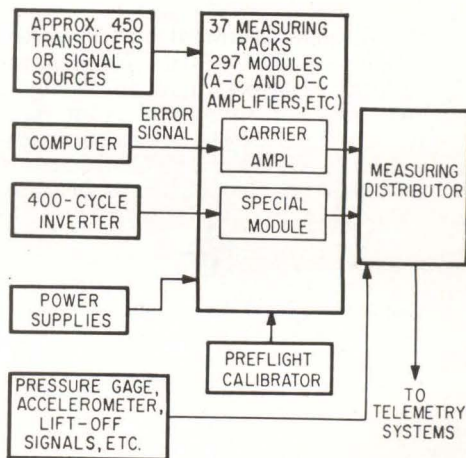 APPROX. 450
TRANSDUCERS
OR SIGNAL
SOURCES
37 MEASURING
RACKS
297 MODULES
(A-C AND D-C
AMPLIFIERS,ETC)
ERROR
SIGNAL
COMPUTER
CARRIER
AMPL
MEASURING
DISTRIBUTOR
400-CYCLE
INVERTER
SPECIAL
MODULE
POWER
SUPPLIES
PREFLIGHT
CALIBRATOR
PRESSURE GAGE,
ACCELEROMETER,
LIFT-OFF
SIGNALS, ETC.
TO
TELEMETRY
SYSTEMS